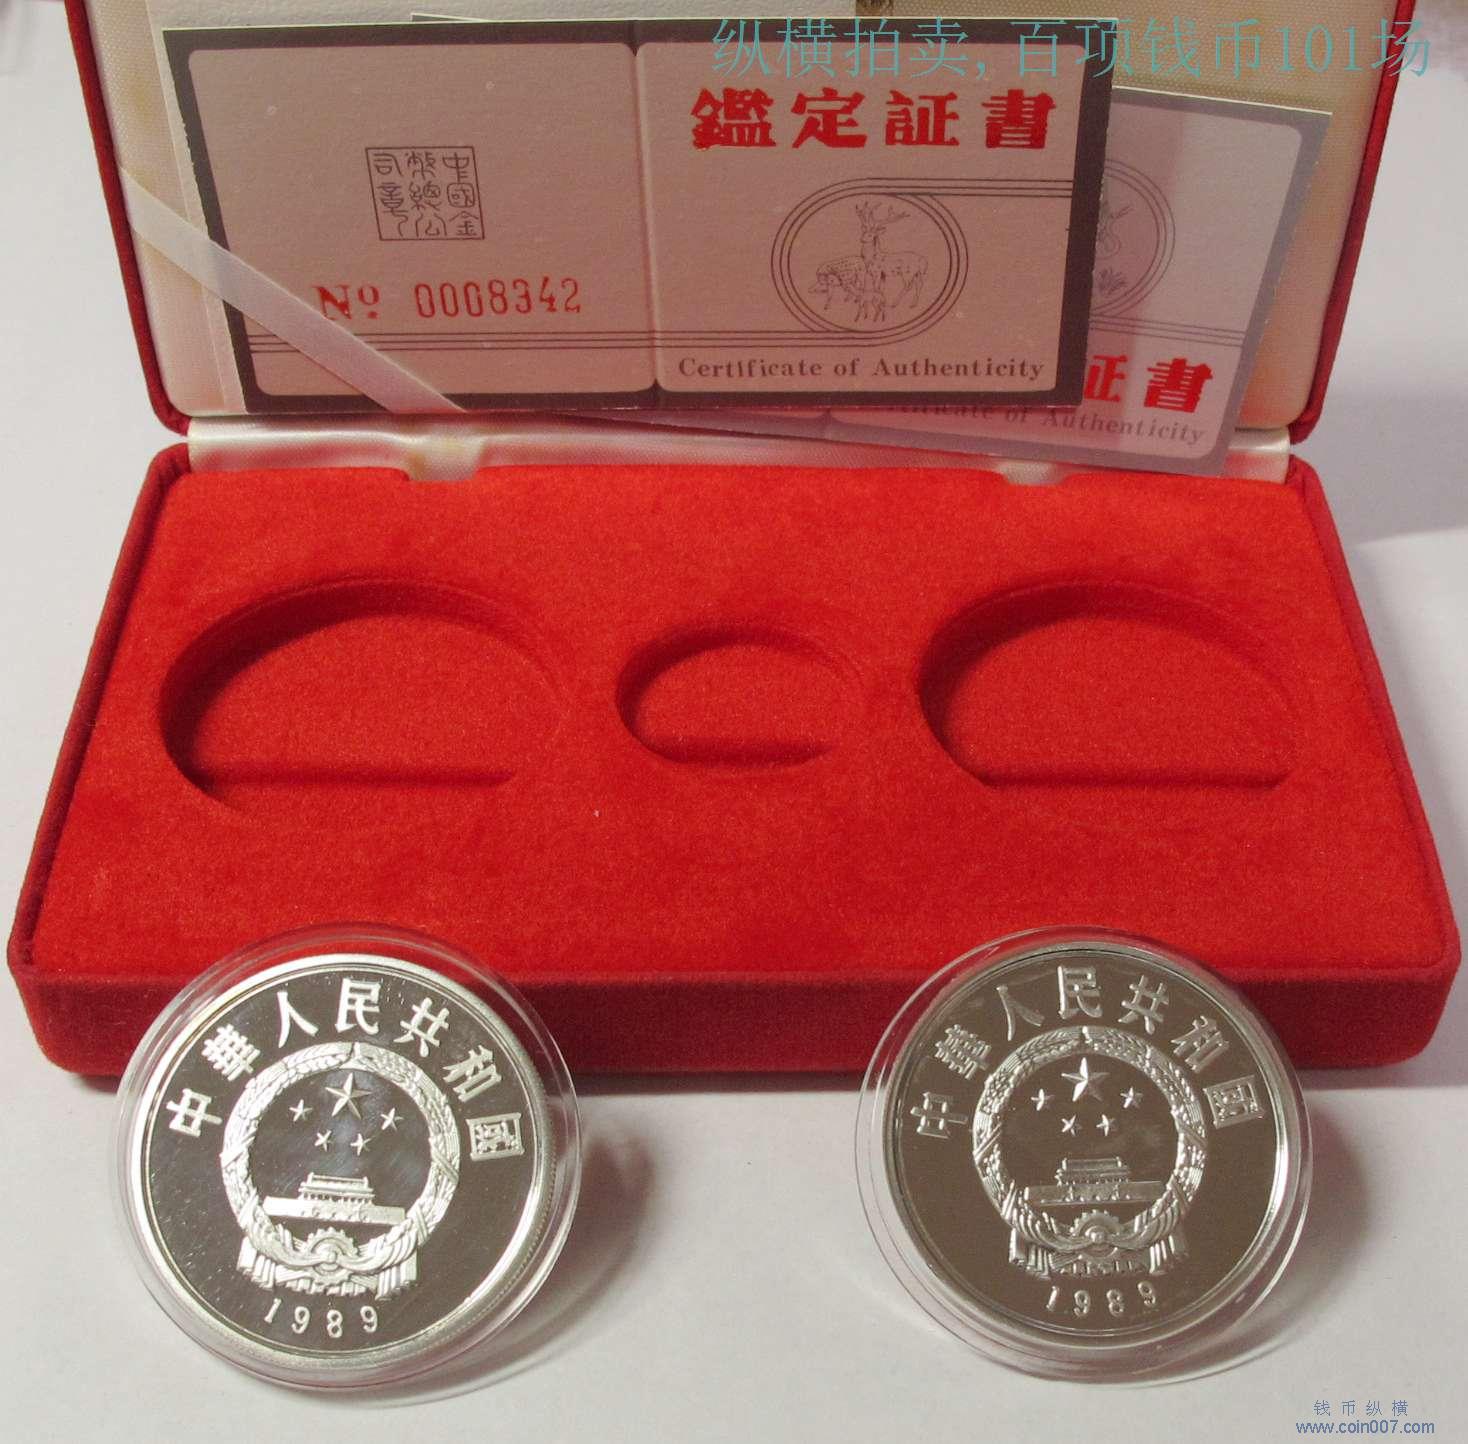 纵横拍卖,百项钱币101场
鑑定証書
中國金
幣總公
司章
Nº 0008342
Certificate of Authenticity
証書
Certificate of Authenticity
中華人民共和國
1989
中華人民共和國
1989
钱币纵横
www.coin007.com